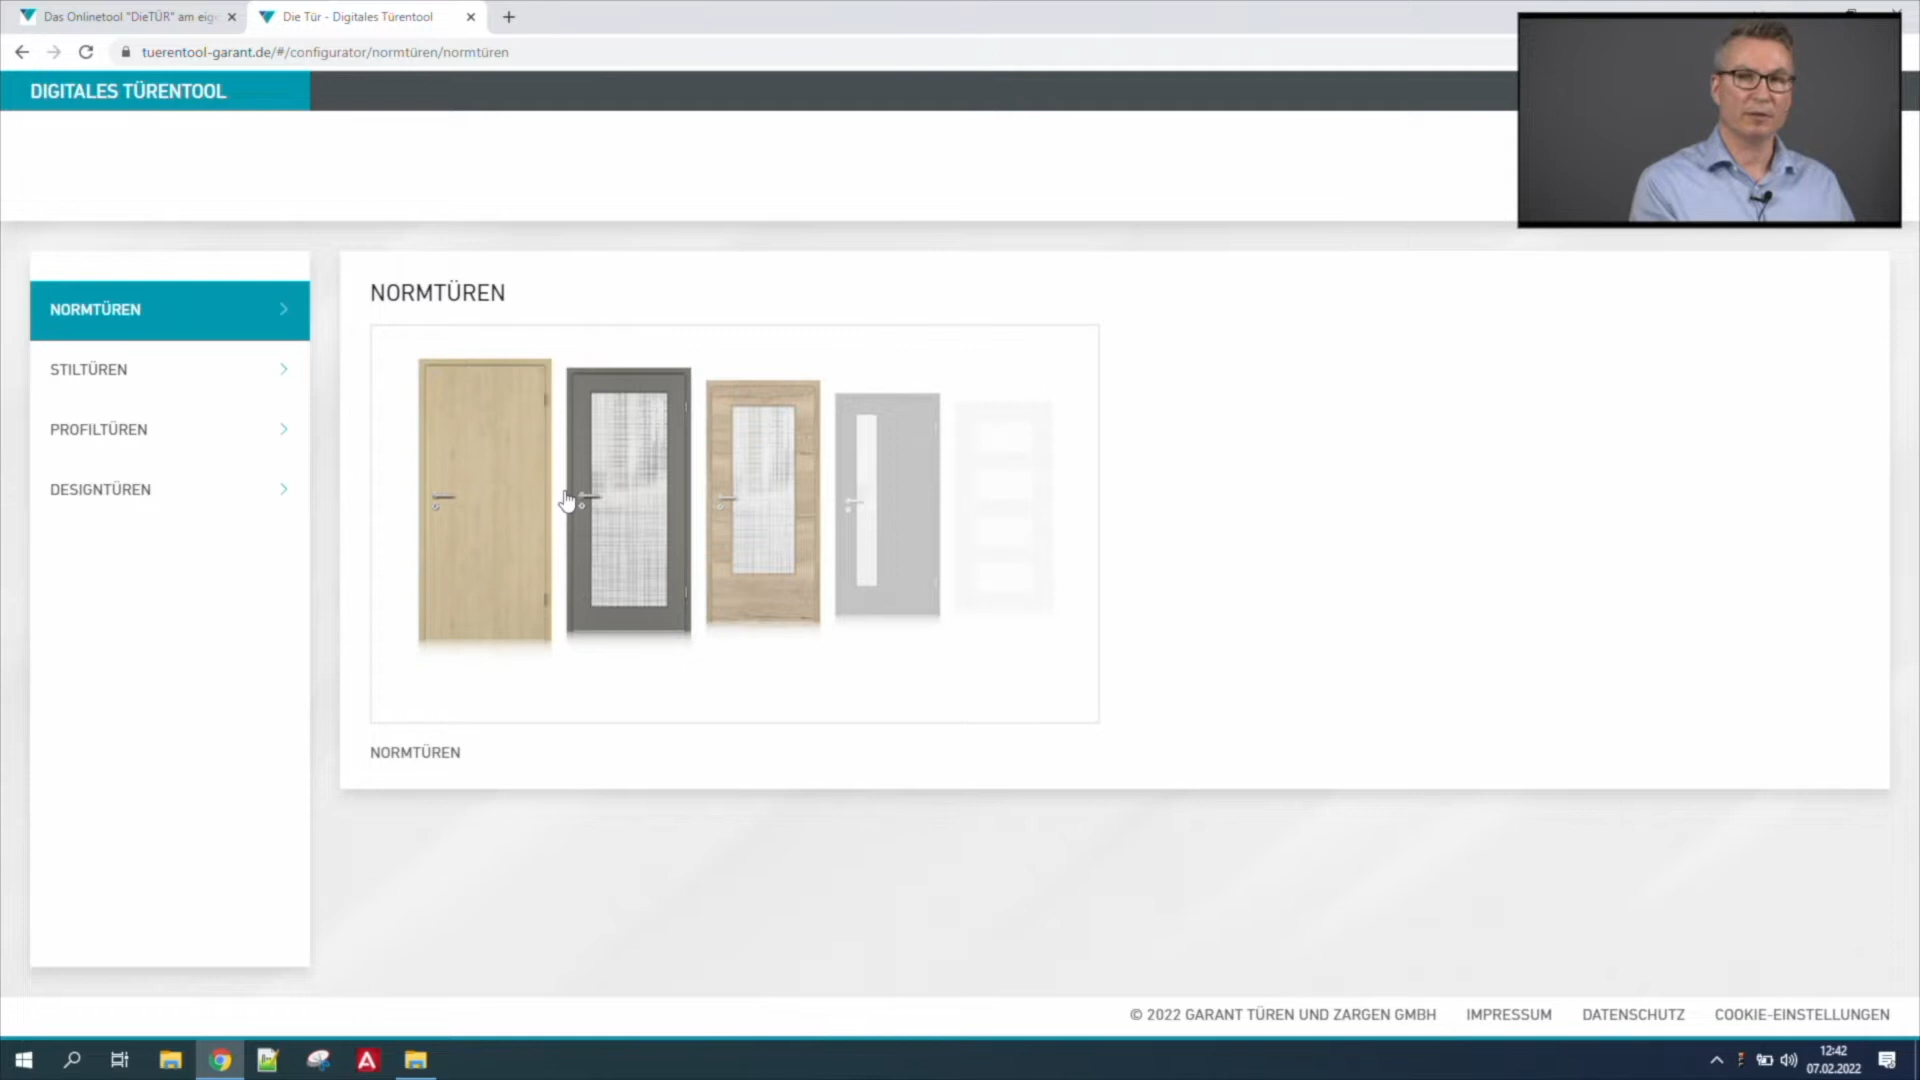 Das Onlinetool "DieTÜR" am eig
Die Tür - Digitales Türentool
tuerentool-garant.de/#/configurator/normtüren/normtüren
DIGITALES TÜRENTOOL
NORMTÜREN
STILTÜREN
PROFILTÜREN
DESIGNTÜREN
NORMTÜREN
NORMTÜREN
© 2022 GARANT TÜREN UND ZARGEN GMBH
IMPRESSUM
DATENSCHUTZ
COOKIE-EINSTELLUNGEN
12:42
07.02.2022